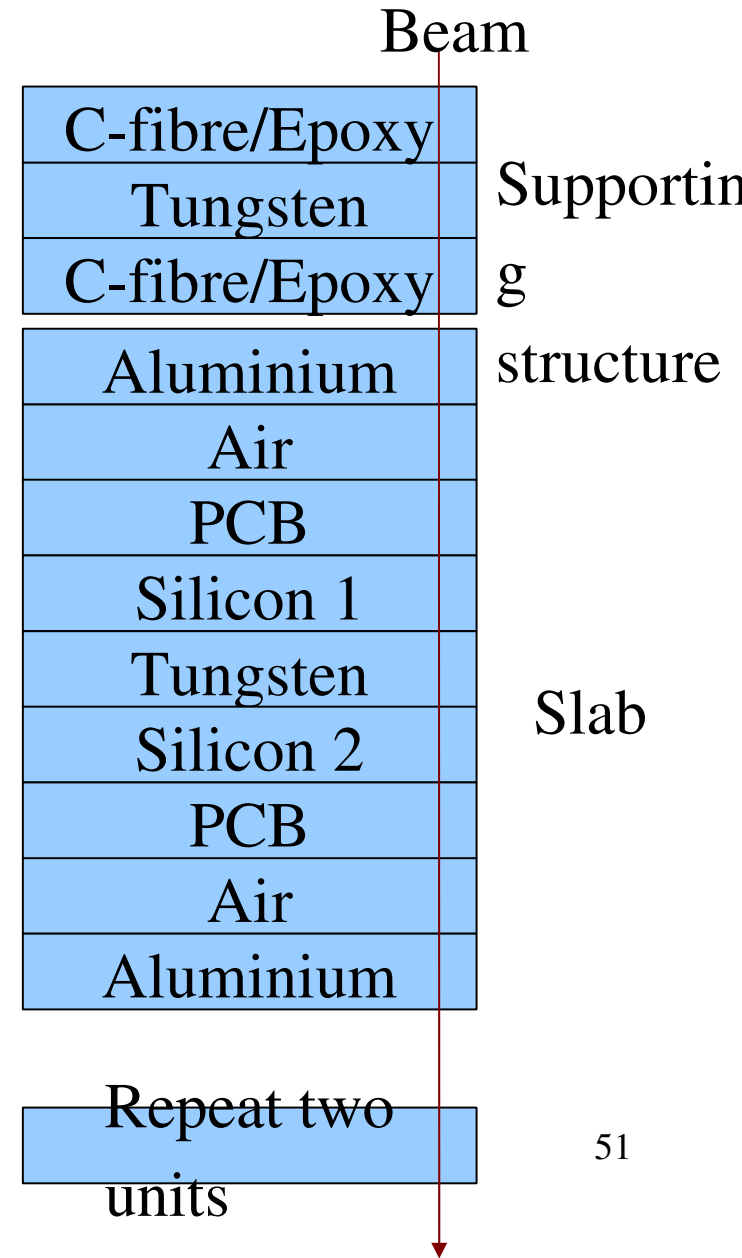 Beam
C-fibre/Epoxy
Tungsten
C-fibre/Epoxy
Supportin
g
structure
Aluminium
Air
PCB
Silicon 1
Tungsten
Silicon 2
PCB
Air
Aluminium
Slab
Repeat two
units
51